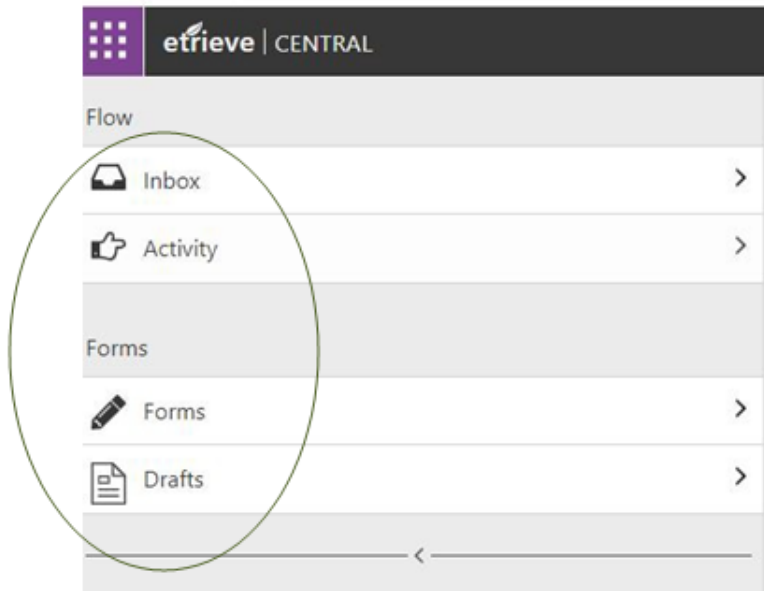 etrieve | CENTRAL
Flow
Inbox
Activity
Forms
Forms
Drafts